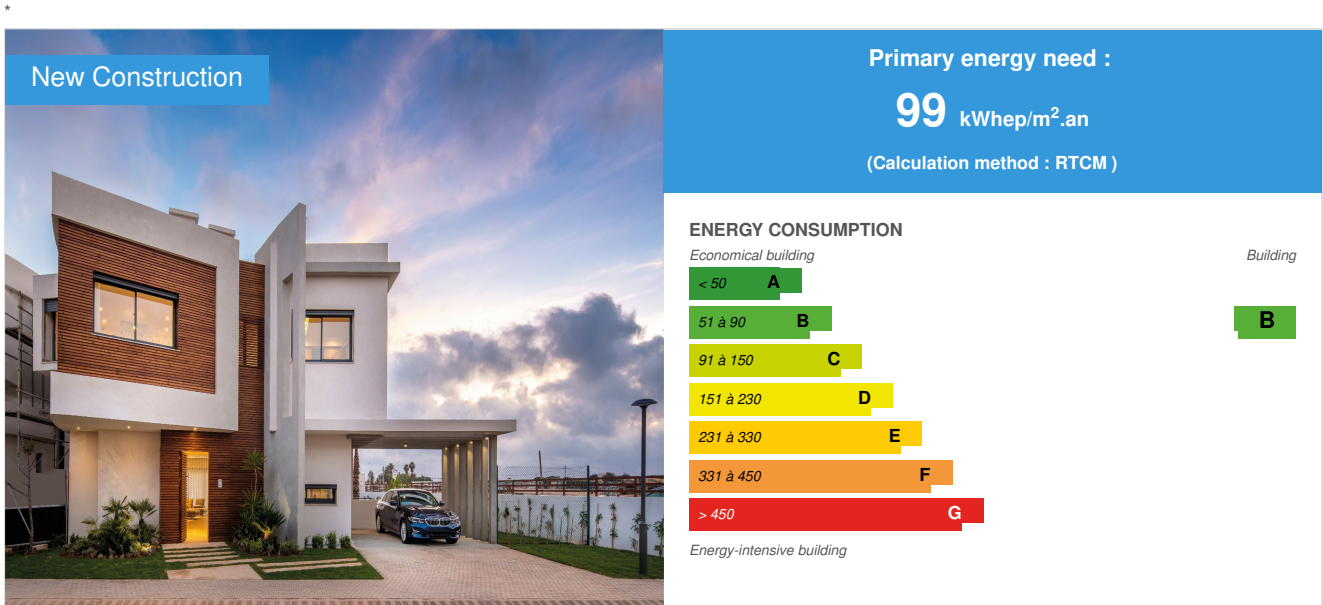 *
New Construction
Primary energy need :
99 kWhep/m².an
(Calculation method : RTCM )
ENERGY CONSUMPTION
Economical building Building
< 50 A
51 à 90 B B
91 à 150 C
151 à 230 D
231 à 330 E
331 à 450 F
> 450 G
Energy-intensive building